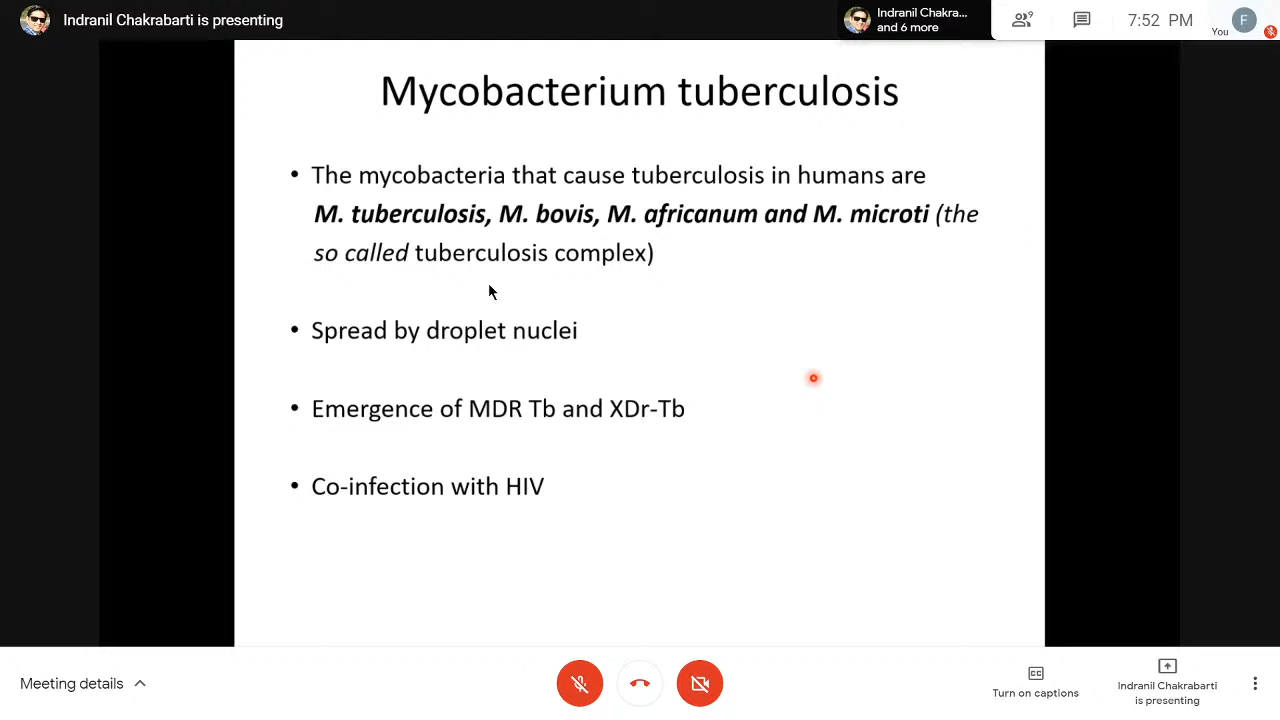 Indranil Chakrabarti is presenting
Indranil Chakra...
and 6 more
9
7:52 PM
You
F
Mycobacterium tuberculosis
• The mycobacteria that cause tuberculosis in humans are
M. tuberculosis, M. bovis, M. africanum and M. microti (the
so called tuberculosis complex)
• Spread by droplet nuclei
• Emergence of MDR Tb and XDr-Tb
• Co-infection with HIV
Meeting details
CC
Turn on captions
Indranil Chakrabarti
is presenting